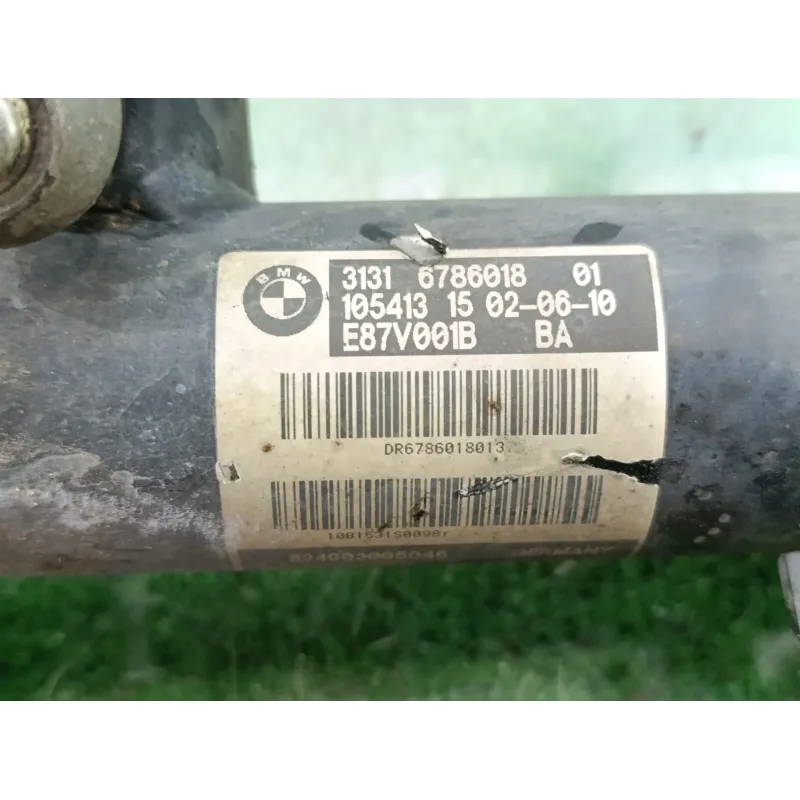 BMW
3131 6786018 01
105413 15 02-06-10
E87V001B BA
DR6786018013
GERMANY